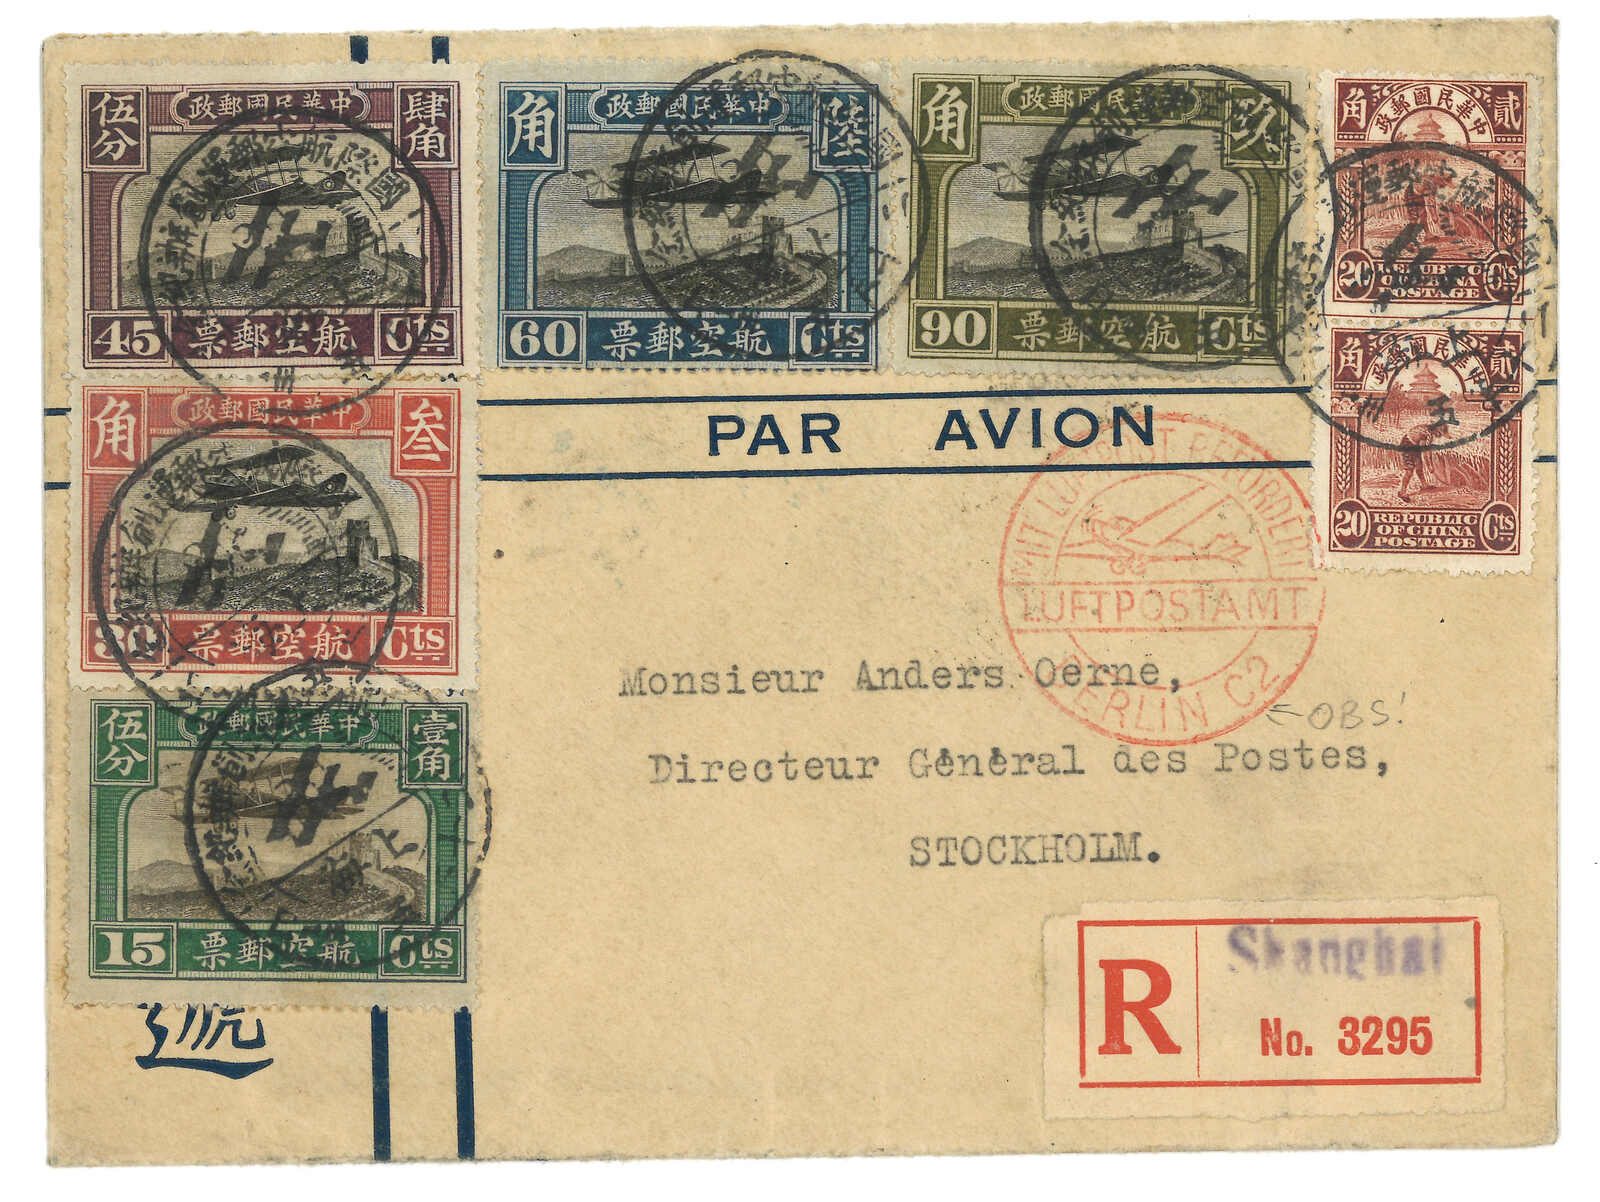 伍分 中華民國郵政 肆角
45 航空郵票 Cts
角 中華民國郵政 陸
60 航空郵票 Cts
角 中華民國郵政 玖
90 航空郵票 Cts
角 中華民國郵政 貳
20 REPUBLIC Cts
OF CHINA
POSTAGE
角 中華民國郵政 貳
20 REPUBLIC Cts
OF CHINA
POSTAGE
角 中華民國郵政 叁
30 航空郵票 Cts
伍分 中華民國郵政 壹角
15 航空郵票 Cts
PAR AVION
MIT LUFTPOST BEFÖRDERT
LUFTPOSTAMT
BERLIN C2
Monsieur Anders Oerne,
←OBS!
Directeur Général des Postes,
STOCKHOLM.
R
Shanghai
No. 3295